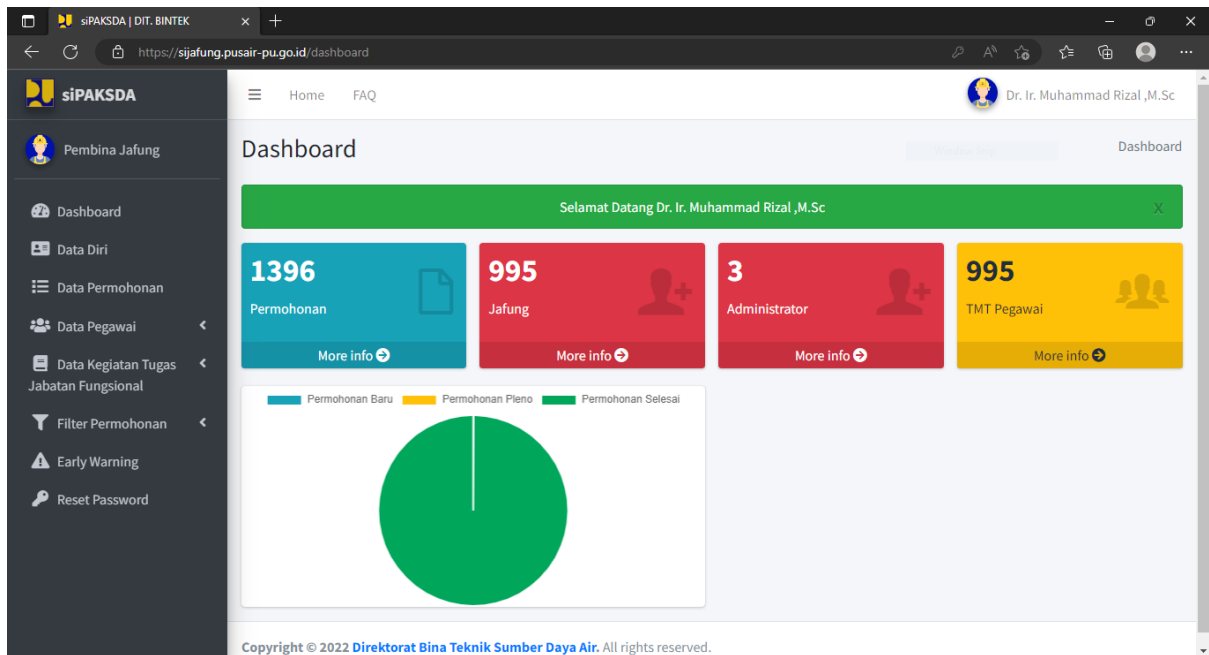 siPAKSDA | DIT. BINTEK
https://sijafung.pusair-pu.go.id/dashboard
siPAKSDA
Home FAQ
Dr. Ir. Muhammad Rizal ,M.Sc
Pembina Jafung
Dashboard
Dashboard
Selamat Datang Dr. Ir. Muhammad Rizal ,M.Sc X
Dashboard
Data Diri
Data Permohonan
Data Pegawai
Data Kegiatan Tugas
Jabatan Fungsional
Filter Permohonan
Early Warning
Reset Password
1396
Permohonan
More info
995
Jafung
More info
3
Administrator
More info
995
TMT Pegawai
More info
Permohonan Baru Permohonan Pleno Permohonan Selesai
Copyright © 2022 Direktorat Bina Teknik Sumber Daya Air. All rights reserved.